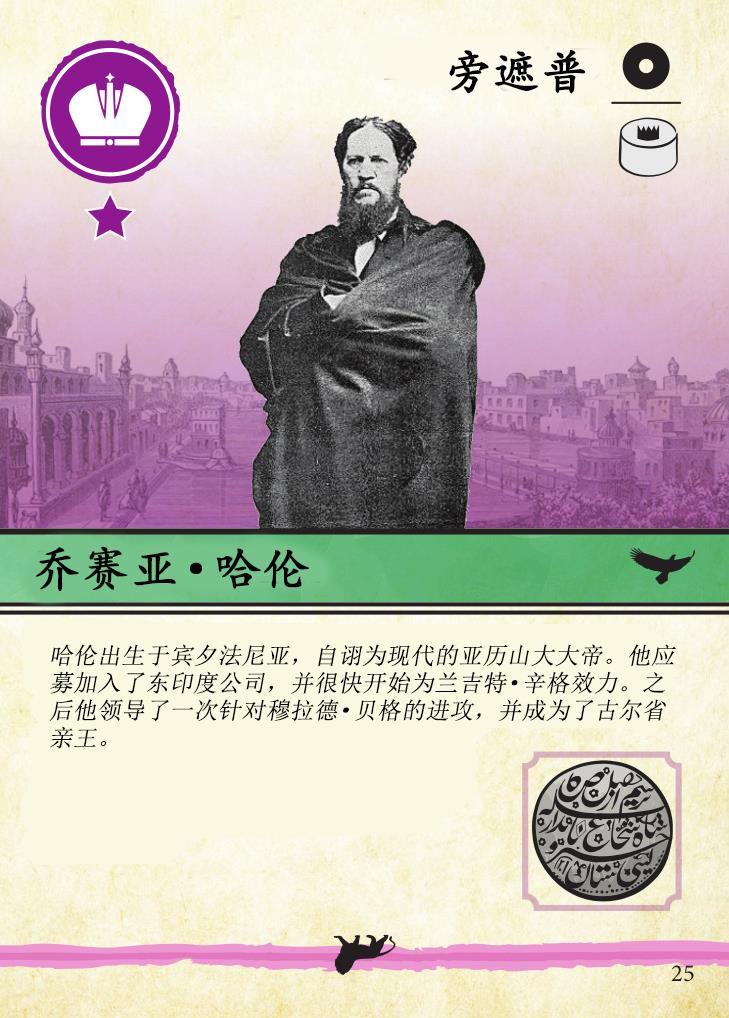 旁遮普
乔赛亚•哈伦
哈伦出生于宾夕法尼亚，自诩为现代的亚历山大大帝。他应
募加入了东印度公司，并很快开始为兰吉特•辛格效力。之
后他领导了一次针对穆拉德•贝格的进攻，并成为了古尔省
亲王。
25